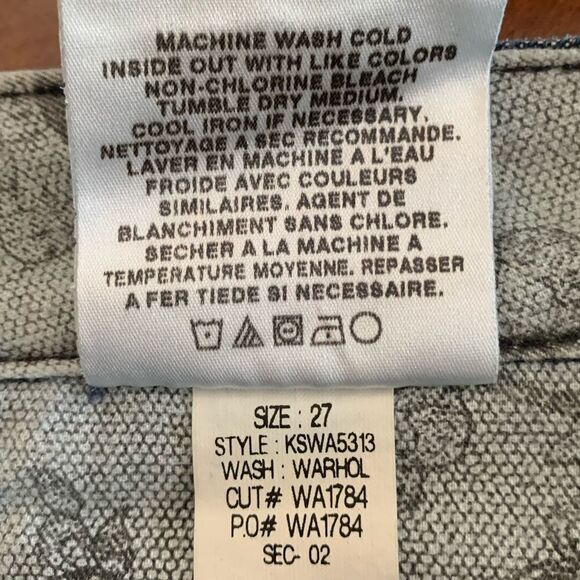 MACHINE WASH COLD
INSIDE OUT WITH LIKE COLORS
NON-CHLORINE BLEACH
TUMBLE DRY MEDIUM.
COOL IRON IF NECESSARY.
NETTOYAGE A SEC RECOMMANDE.
LAVER EN MACHINE A L'EAU
FROIDE AVEC COULEURS
SIMILAIRES. AGENT DE
BLANCHIMENT SANS CHLORE.
SECHER A LA MACHINE A
TEMPERATURE MOYENNE. REPASSER
A FER TIEDE SI NECESSAIRE.
SIZE : 27
STYLE : KSWA5313
WASH : WARHOL
CUT# WA1784
P.O# WA1784
SEC- 02